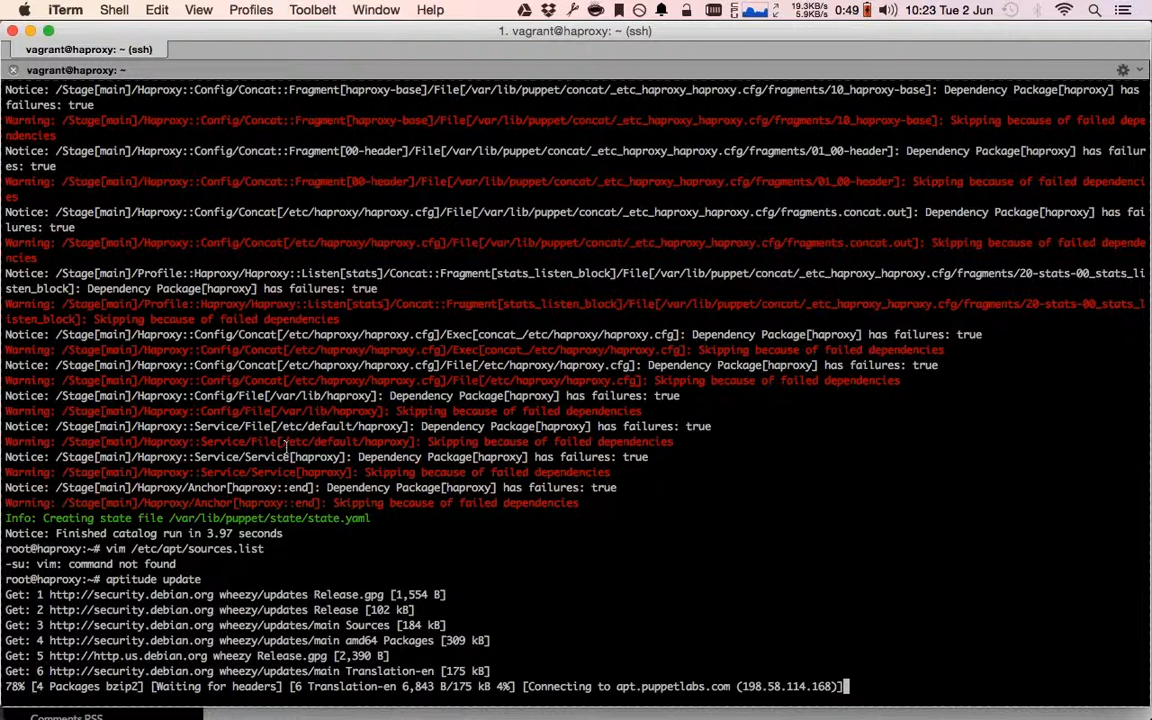 iTerm Shell Edit View Profiles Toolbelt Window Help 19.3KB/s 5.9KB/s 0:49 10:23 Tue 2 Jun
1. vagrant@haproxy: ~ (ssh)
vagrant@haproxy: ~ (ssh)
vagrant@haproxy: ~
Notice: /Stage[main]/Haproxy::Config/Concat::Fragment[haproxy-base]/File[/var/lib/puppet/concat/_etc_haproxy_haproxy.cfg/fragments/10_haproxy-base]: Dependency Package[haproxy] has
failures: true
Warning: /Stage[main]/Haproxy::Config/Concat::Fragment[haproxy-base]/File[/var/lib/puppet/concat/_etc_haproxy_haproxy.cfg/fragments/10_haproxy-base]: Skipping because of failed depe
ndencies
Notice: /Stage[main]/Haproxy::Config/Concat::Fragment[00-header]/File[/var/lib/puppet/concat/_etc_haproxy_haproxy.cfg/fragments/01_00-header]: Dependency Package[haproxy] has failur
es: true
Warning: /Stage[main]/Haproxy::Config/Concat::Fragment[00-header]/File[/var/lib/puppet/concat/_etc_haproxy_haproxy.cfg/fragments/01_00-header]: Skipping because of failed dependenci
es
Notice: /Stage[main]/Haproxy::Config/Concat[/etc/haproxy/haproxy.cfg]/File[/var/lib/puppet/concat/_etc_haproxy_haproxy.cfg/fragments.concat.out]: Dependency Package[haproxy] has fai
lures: true
Warning: /Stage[main]/Haproxy::Config/Concat[/etc/haproxy/haproxy.cfg]/File[/var/lib/puppet/concat/_etc_haproxy_haproxy.cfg/fragments.concat.out]: Skipping because of failed depende
ncies
Notice: /Stage[main]/Profile::Haproxy/Haproxy::Listen[stats]/Concat::Fragment[stats_listen_block]/File[/var/lib/puppet/concat/_etc_haproxy_haproxy.cfg/fragments/20-stats-00_stats_li
sten_block]: Dependency Package[haproxy] has failures: true
Warning: /Stage[main]/Profile::Haproxy/Haproxy::Listen[stats]/Concat::Fragment[stats_listen_block]/File[/var/lib/puppet/concat/_etc_haproxy_haproxy.cfg/fragments/20-stats-00_stats_l
isten_block]: Skipping because of failed dependencies
Notice: /Stage[main]/Haproxy::Config/Concat[/etc/haproxy/haproxy.cfg]/Exec[concat_/etc/haproxy/haproxy.cfg]: Dependency Package[haproxy] has failures: true
Warning: /Stage[main]/Haproxy::Config/Concat[/etc/haproxy/haproxy.cfg]/Exec[concat_/etc/haproxy/haproxy.cfg]: Skipping because of failed dependencies
Notice: /Stage[main]/Haproxy::Config/Concat[/etc/haproxy/haproxy.cfg]/File[/etc/haproxy/haproxy.cfg]: Dependency Package[haproxy] has failures: true
Warning: /Stage[main]/Haproxy::Config/Concat[/etc/haproxy/haproxy.cfg]/File[/etc/haproxy/haproxy.cfg]: Skipping because of failed dependencies
Notice: /Stage[main]/Haproxy::Config/File[/var/lib/haproxy]: Dependency Package[haproxy] has failures: true
Warning: /Stage[main]/Haproxy::Config/File[/var/lib/haproxy]: Skipping because of failed dependencies
Notice: /Stage[main]/Haproxy::Service/File[/etc/default/haproxy]: Dependency Package[haproxy] has failures: true
Warning: /Stage[main]/Haproxy::Service/File[/etc/default/haproxy]: Skipping because of failed dependencies
Notice: /Stage[main]/Haproxy::Service/Service[haproxy]: Dependency Package[haproxy] has failures: true
Warning: /Stage[main]/Haproxy::Service/Service[haproxy]: Skipping because of failed dependencies
Notice: /Stage[main]/Haproxy/Anchor[haproxy::end]: Dependency Package[haproxy] has failures: true
Warning: /Stage[main]/Haproxy/Anchor[haproxy::end]: Skipping because of failed dependencies
Info: Creating state file /var/lib/puppet/state/state.yaml
Notice: Finished catalog run in 3.97 seconds
root@haproxy:~# vim /etc/apt/sources.list
-su: vim: command not found
root@haproxy:~# aptitude update
Get: 1 http://security.debian.org wheezy/updates Release.gpg [1,554 B]
Get: 2 http://security.debian.org wheezy/updates Release [102 kB]
Get: 3 http://security.debian.org wheezy/updates/main Sources [184 kB]
Get: 4 http://security.debian.org wheezy/updates/main amd64 Packages [309 kB]
Get: 5 http://http.us.debian.org wheezy Release.gpg [2,390 B]
Get: 6 http://security.debian.org wheezy/updates/main Translation-en [175 kB]
78% [4 Packages bzip2] [Waiting for headers] [6 Translation-en 6,843 B/175 kB 4%] [Connecting to apt.puppetlabs.com (198.58.114.168)]
Comments RSS